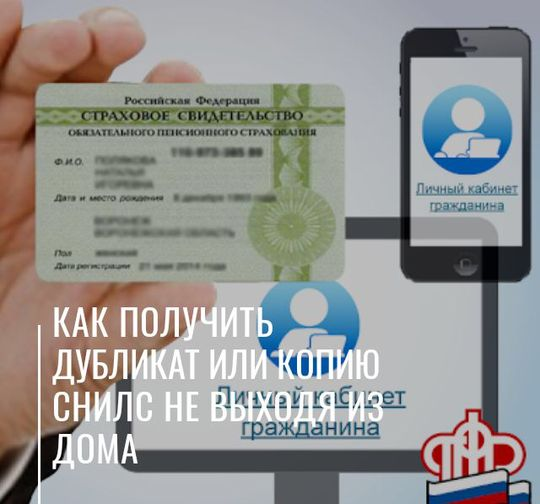 Российская Федерация
СТРАХОВОЕ СВИДЕТЕЛЬСТВО
ОБЯЗАТЕЛЬНОГО ПЕНСИОННОГО СТРАХОВАНИЯ
Ф.И.О.
Дата и место рождения
Пол
Дата регистрации
Личный кабинет
гражданина
КАК ПОЛУЧИТЬ
ДУБЛИКАТ ИЛИ КОПИЮ
СНИЛС НЕ ВЫХОДЯ ИЗ
ДОМА
Личный кабинет
гражданина